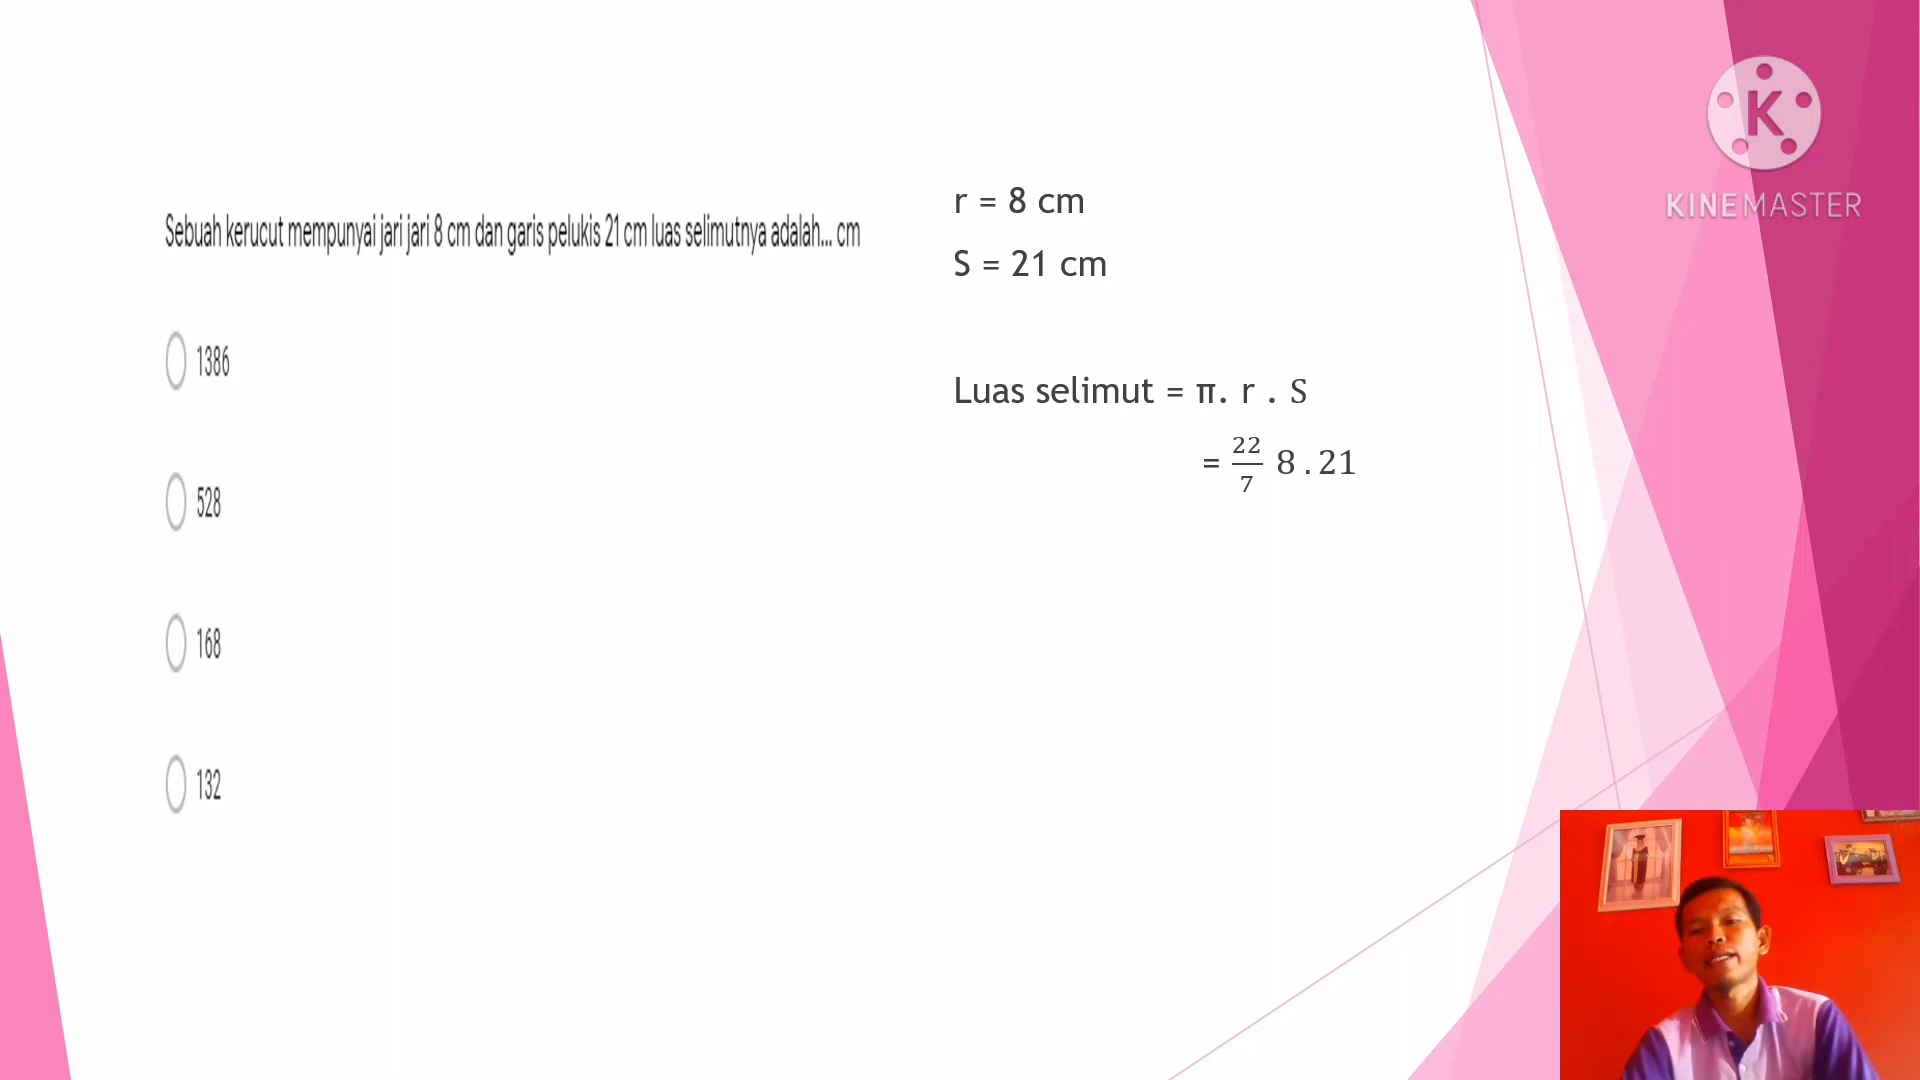 Sebuah kerucut mempunyai jari jari 8 cm dan garis pelukis 21 cm luas selimutnya adalah... cm
1386
528
168
132
r = 8 cm
S = 21 cm
Luas selimut = π. r . S
= 22/7 8 . 21
K
KINEMASTER